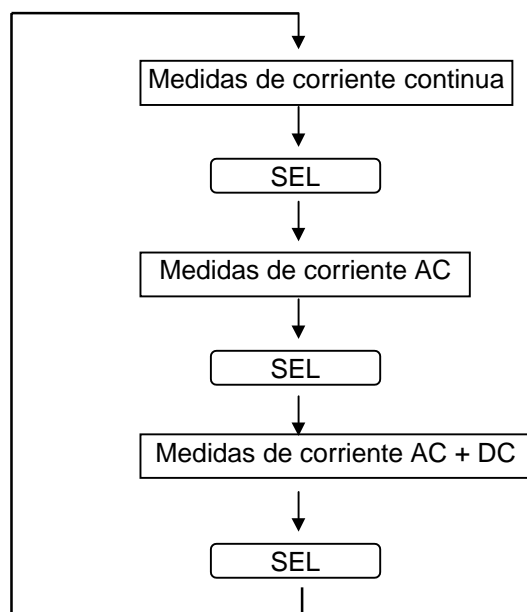 Medidas de corriente continua
SEL
Medidas de corriente AC
SEL
Medidas de corriente AC + DC
SEL